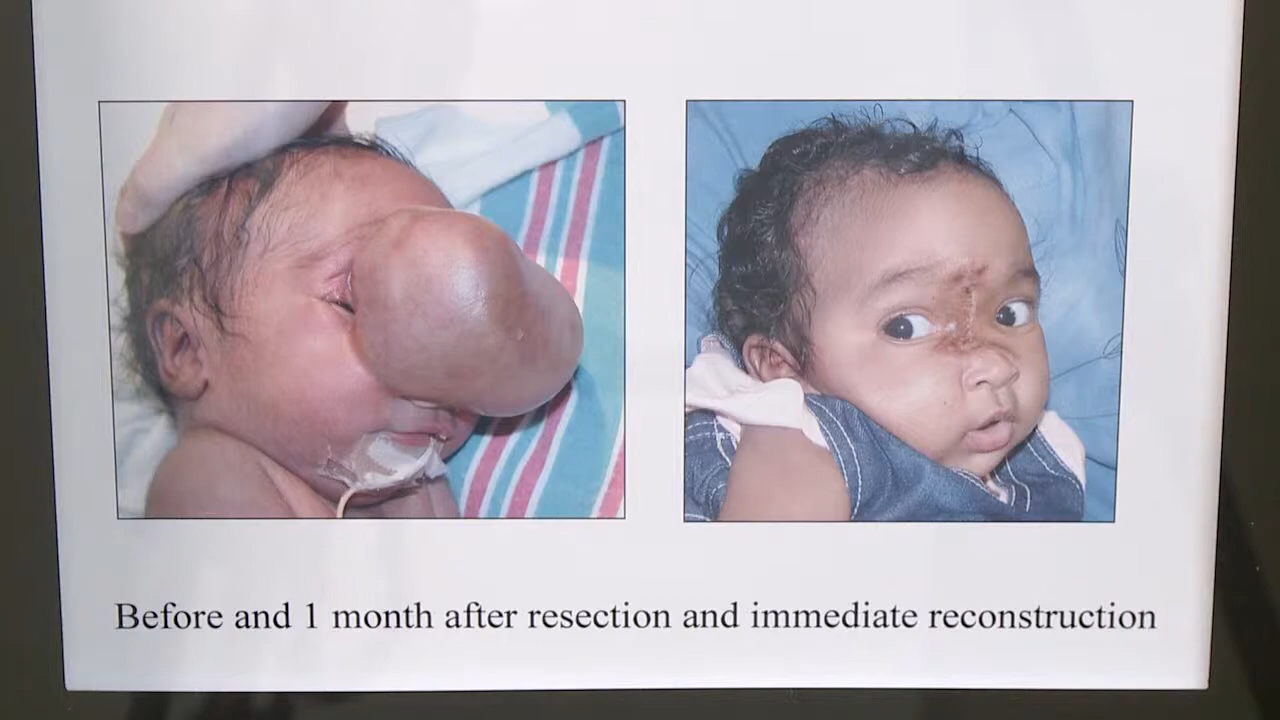 Before and 1 month after resection and immediate reconstruction